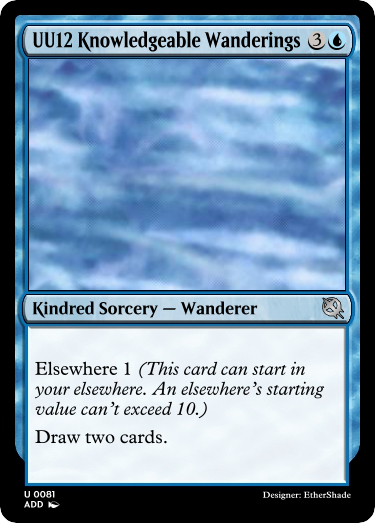 UU12 Knowledgeable Wanderings 3
Kindred Sorcery — Wanderer
Elsewhere 1 (This card can start in
your elsewhere. An elsewhere's starting
value can't exceed 10.)
Draw two cards.
U 0081
ADD
Designer: EtherShade